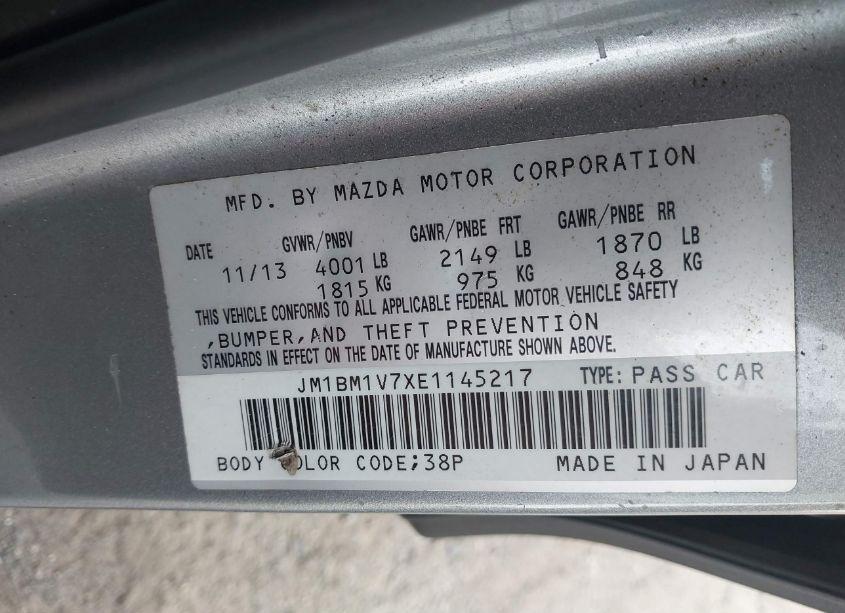 MFD. BY MAZDA MOTOR CORPORATION
DATE GVWR/PNBV GAWR/PNBE FRT GAWR/PNBE RR
11/13 4001 LB 2149 LB 1870 LB
1815 KG 975 KG 848 KG
THIS VEHICLE CONFORMS TO ALL APPLICABLE FEDERAL MOTOR VEHICLE SAFETY
,BUMPER,AND THEFT PREVENTION
STANDARDS IN EFFECT ON THE DATE OF MANUFACTURE SHOWN ABOVE.
JM1BM1V7XE1145217 TYPE: PASS CAR
BODY COLOR CODE;38P MADE IN JAPAN